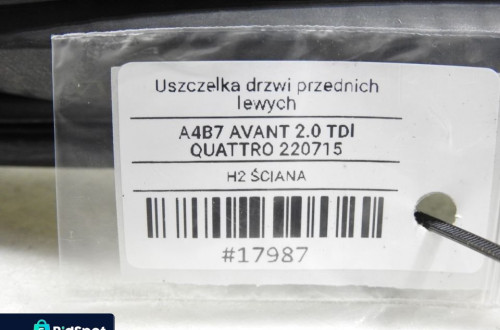 Uszczelka drzwi przednich
lewych
A4B7 AVANT 2.0 TDI
QUATTRO 220715
H2 ŚCIANA
#17987